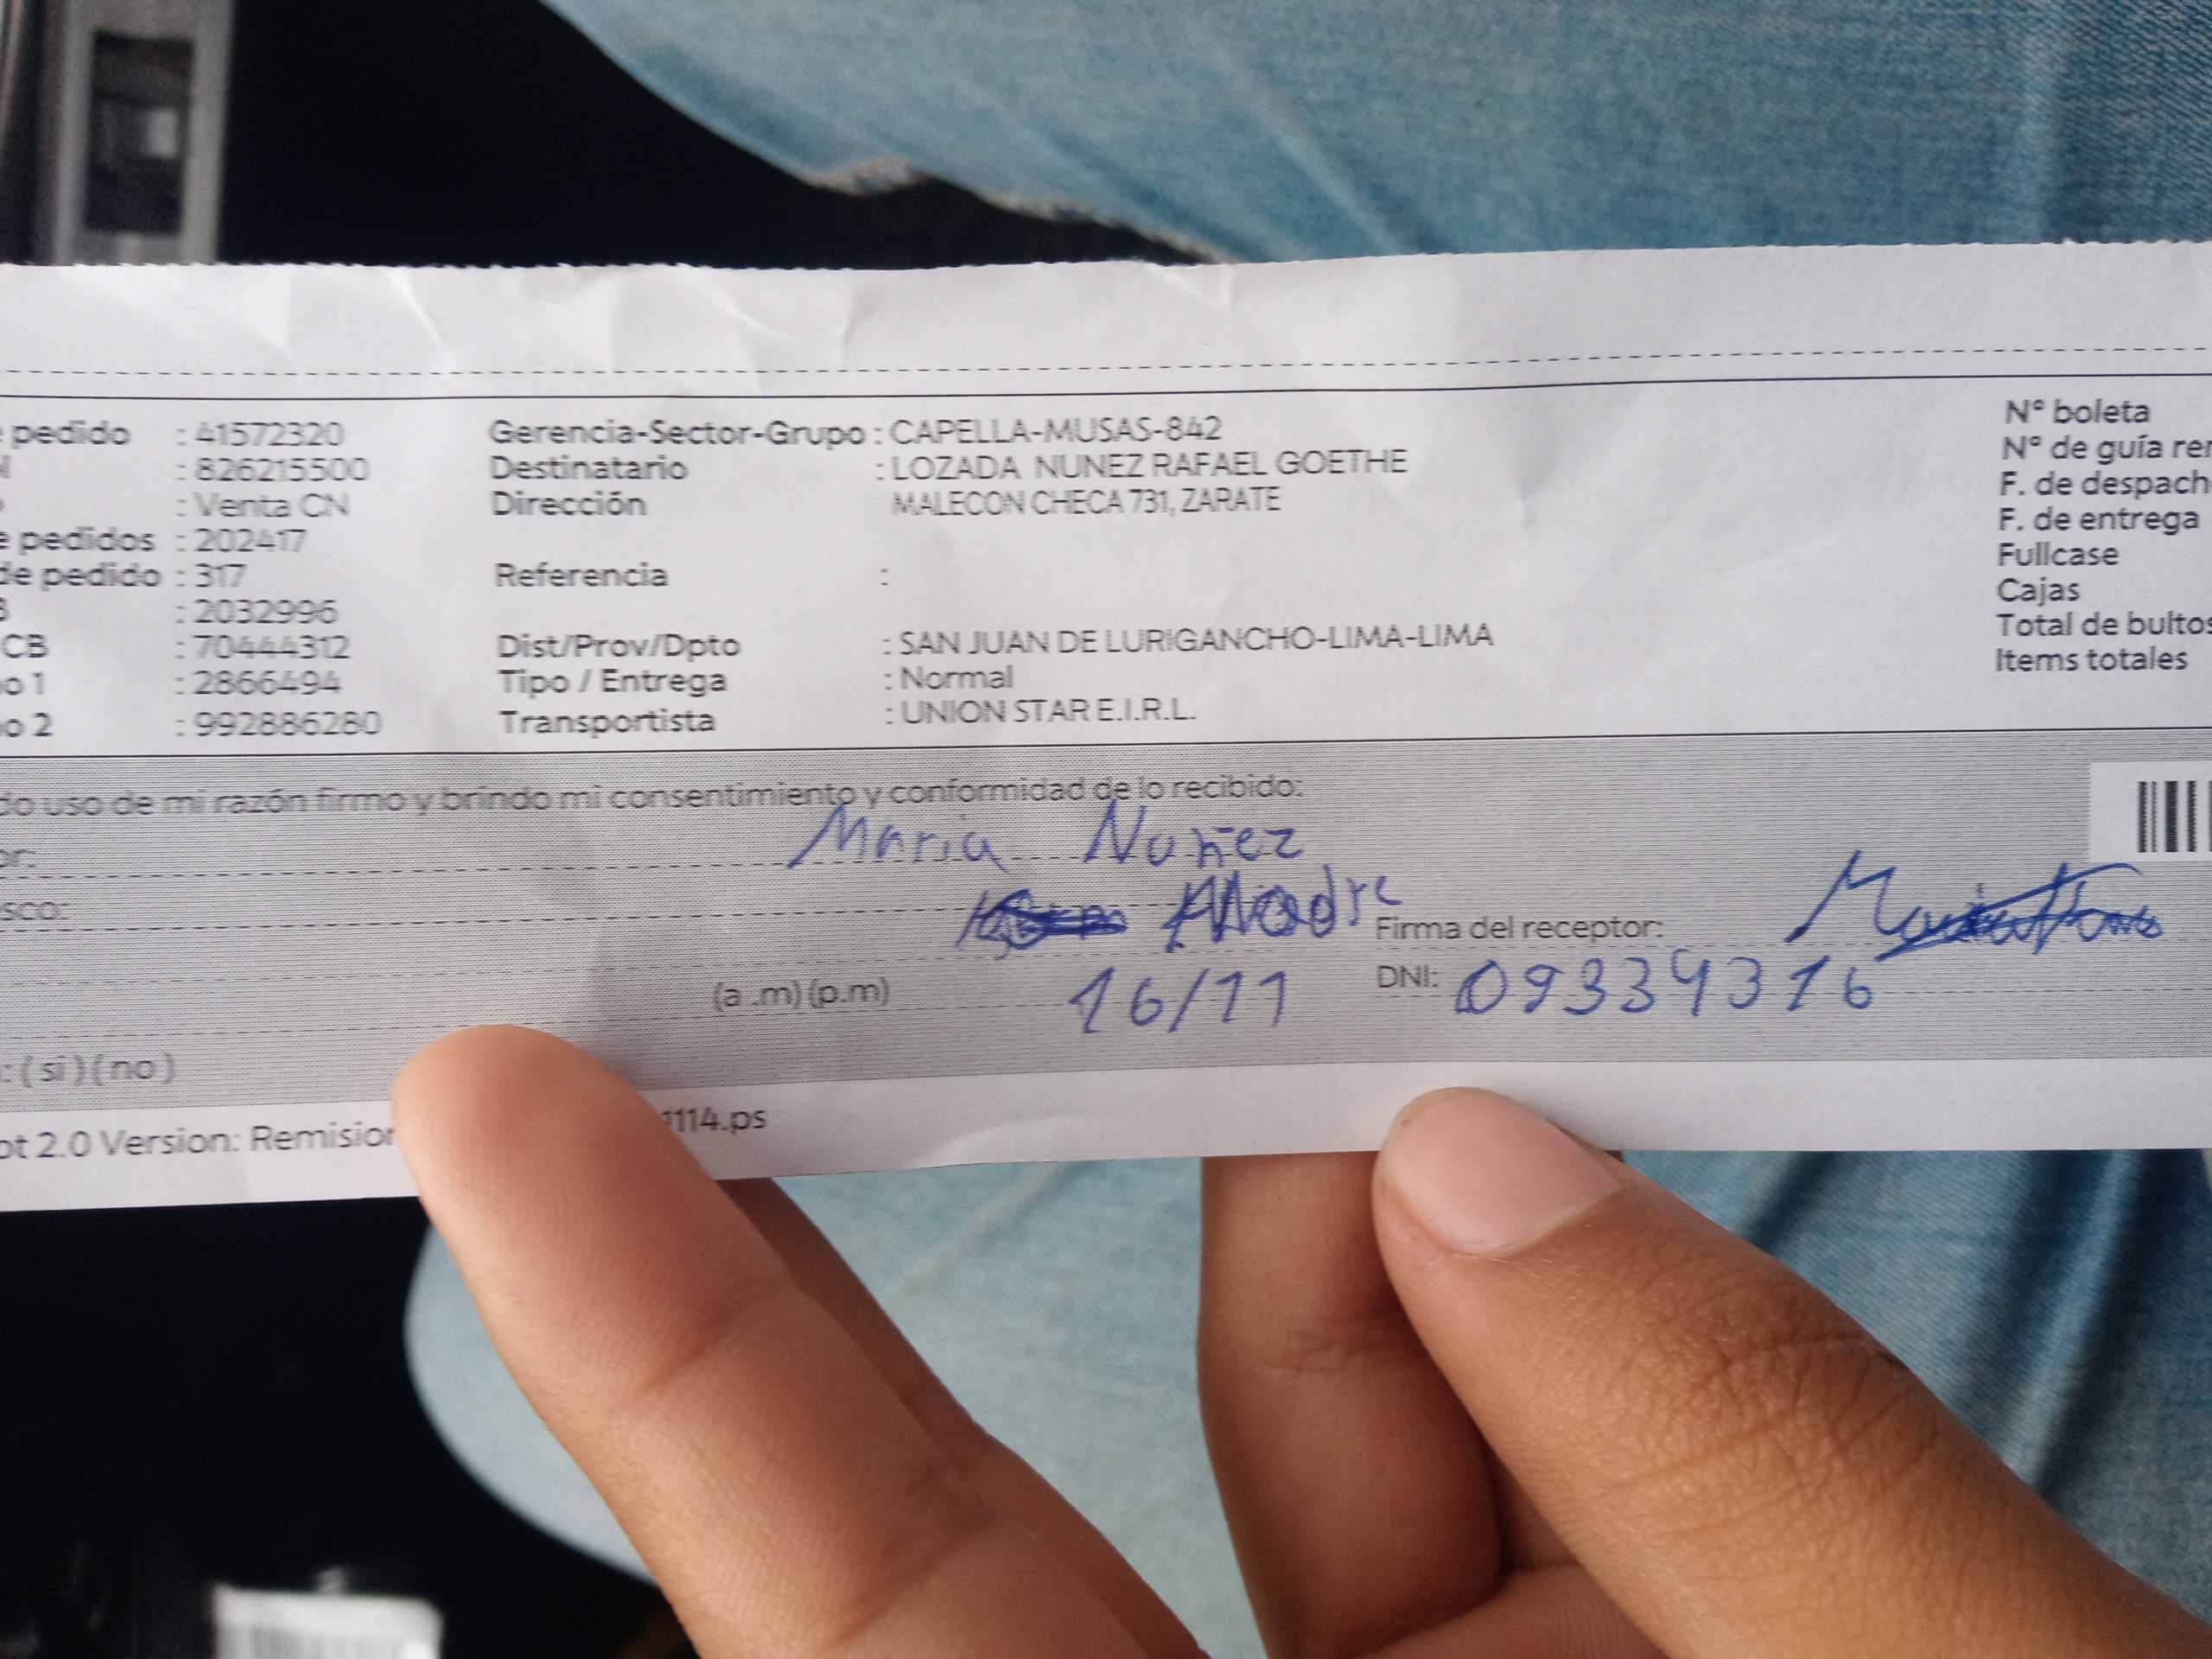 pedido : 41572320 Gerencia-Sector-Grupo : CAPELLA-MUSAS-842 N° boleta
: 826215500 Destinatario : LOZADA NUNEZ RAFAEL GOETHE N° de guía rer
: Venta CN Dirección MALECON CHECA 731, ZARATE F. de despach
e pedidos : 202417 F. de entrega
de pedido : 317 Referencia : Fullcase
: 2032996 Cajas
CB : 70444312 Dist/Prov/Dpto : SAN JUAN DE LURIGANCHO-LIMA-LIMA Total de bultos
o 1 : 2866494 Tipo / Entrega : Normal Items totales
o 2 : 992886280 Transportista : UNION STAR E.I.R.L.
do uso de mi razón firmo y brindo mi consentimiento y conformidad de lo recibido:
or: Maria Nuñez
sco: Madre Firma del receptor:
(a .m) (p.m) 16/11 DNI: 09334316
: ( si ) ( no )
ot 2.0 Version: Remision 1114.ps